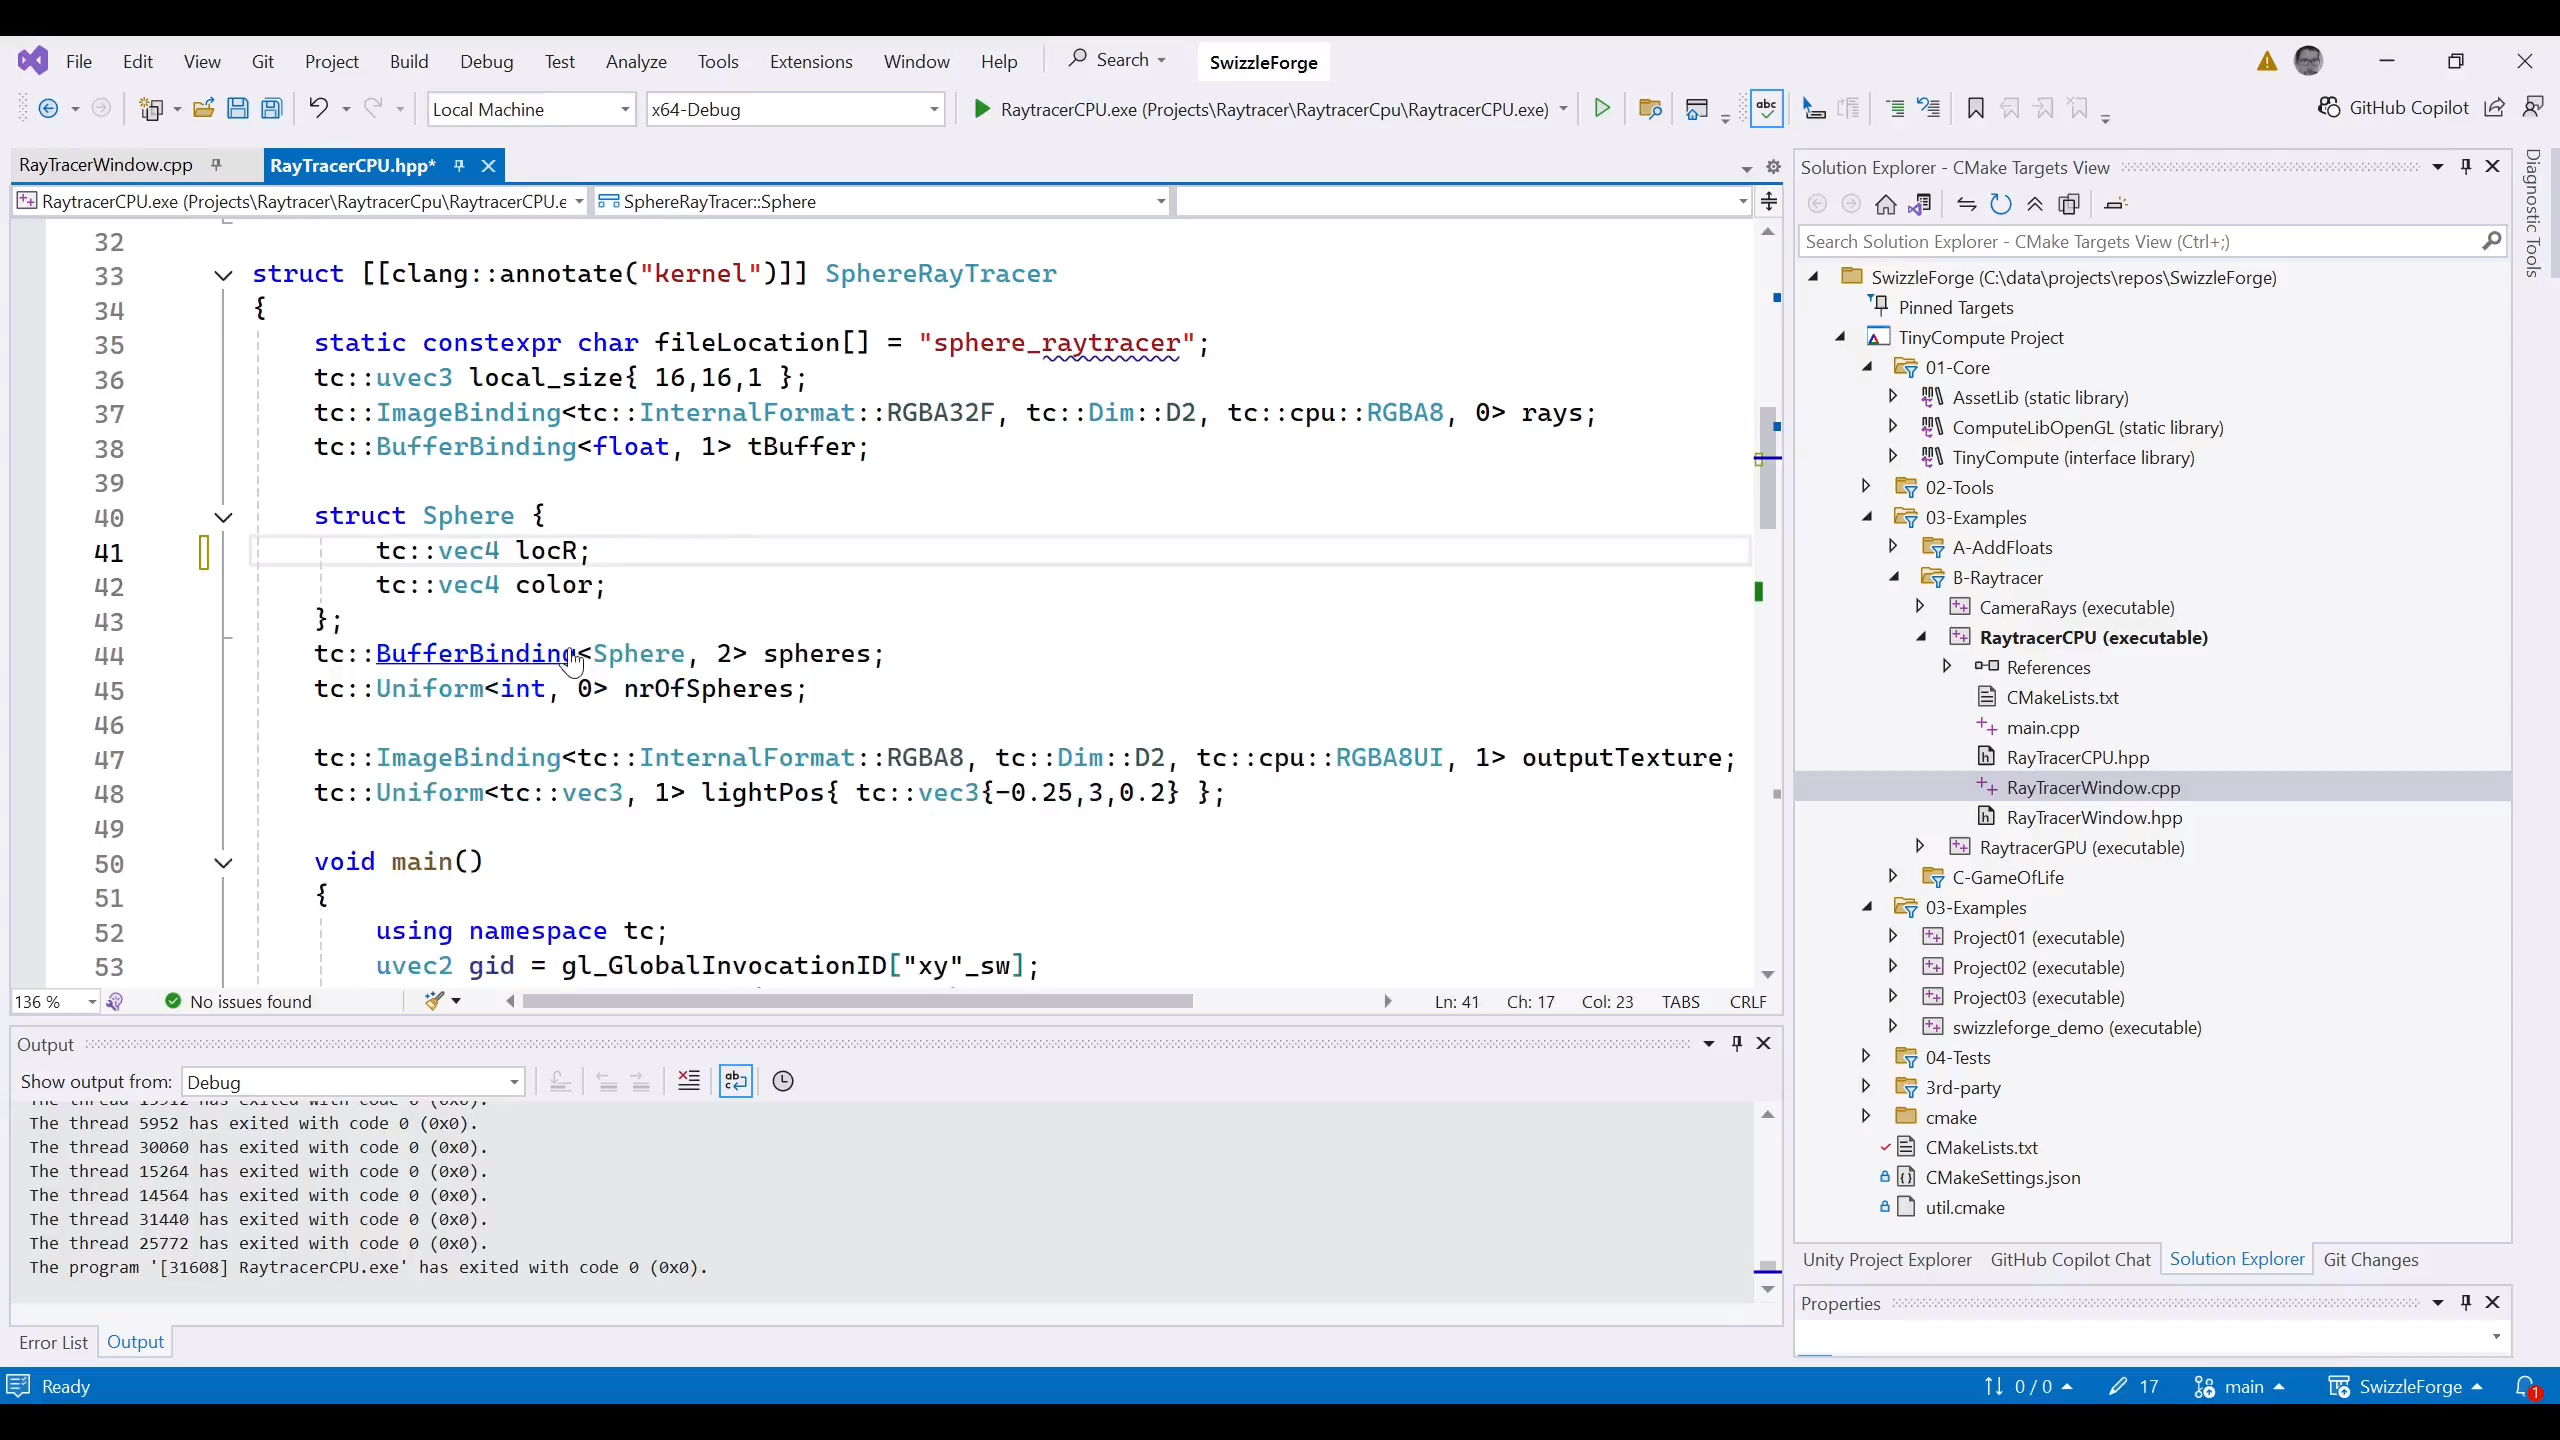 File Edit View Git Project Build Debug Test Analyze Tools Extensions Window Help Search SwizzleForge
Local Machine x64-Debug RaytracerCPU.exe (Projects\Raytracer\RaytracerCpu\RaytracerCPU.exe) abc GitHub Copilot
RayTracerWindow.cpp RayTracerCPU.hpp*
RaytracerCPU.exe (Projects\Raytracer\RaytracerCpu\RaytracerCPU.e SphereRayTracer::Sphere
32
33 struct [[clang::annotate("kernel")]] SphereRayTracer
34 {
35 static constexpr char fileLocation[] = "sphere_raytracer";
36 tc::uvec3 local_size{ 16,16,1 };
37 tc::ImageBinding<tc::InternalFormat::RGBA32F, tc::Dim::D2, tc::cpu::RGBA8, 0> rays;
38 tc::BufferBinding<float, 1> tBuffer;
39
40 struct Sphere {
41 tc::vec4 locR;
42 tc::vec4 color;
43 };
44 tc::BufferBinding<Sphere, 2> spheres;
45 tc::Uniform<int, 0> nrOfSpheres;
46
47 tc::ImageBinding<tc::InternalFormat::RGBA8, tc::Dim::D2, tc::cpu::RGBA8UI, 1> outputTexture;
48 tc::Uniform<tc::vec3, 1> lightPos{ tc::vec3{-0.25,3,0.2} };
49
50 void main()
51 {
52 using namespace tc;
53 uvec2 gid = gl_GlobalInvocationID["xy"_sw];
136 % No issues found Ln: 41 Ch: 17 Col: 23 TABS CRLF
Output
Show output from: Debug
The thread 5952 has exited with code 0 (0x0).
The thread 30060 has exited with code 0 (0x0).
The thread 15264 has exited with code 0 (0x0).
The thread 14564 has exited with code 0 (0x0).
The thread 31440 has exited with code 0 (0x0).
The thread 25772 has exited with code 0 (0x0).
The program '[31608] RaytracerCPU.exe' has exited with code 0 (0x0).
Error List Output
Solution Explorer - CMake Targets View
Search Solution Explorer - CMake Targets View (Ctrl+;)
SwizzleForge (C:\data\projects\repos\SwizzleForge)
Pinned Targets
TinyCompute Project
01-Core
AssetLib (static library)
ComputeLibOpenGL (static library)
TinyCompute (interface library)
02-Tools
03-Examples
A-AddFloats
B-Raytracer
CameraRays (executable)
RaytracerCPU (executable)
References
CMakeLists.txt
main.cpp
RayTracerCPU.hpp
RayTracerWindow.cpp
RayTracerWindow.hpp
RaytracerGPU (executable)
C-GameOfLife
03-Examples
Project01 (executable)
Project02 (executable)
Project03 (executable)
swizzleforge_demo (executable)
04-Tests
3rd-party
cmake
CMakeLists.txt
CMakeSettings.json
util.cmake
Unity Project Explorer GitHub Copilot Chat Solution Explorer Git Changes
Properties
Diagnostic Tools
Ready 0 / 0 17 main SwizzleForge 1